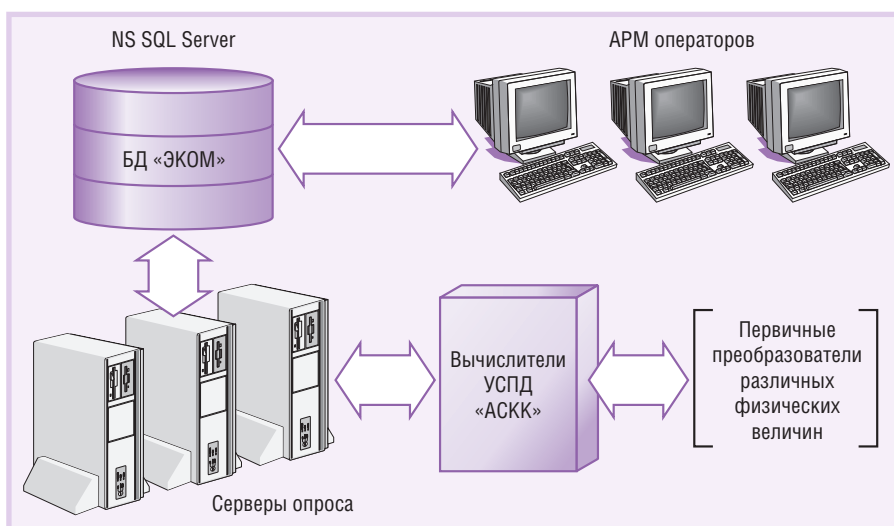 NS SQL Server
АРМ операторов
БД «ЭКОМ»
Вычислители
УСПД
«АСКК»
Первичные
преобразователи
различных
физических
величин
Серверы опроса